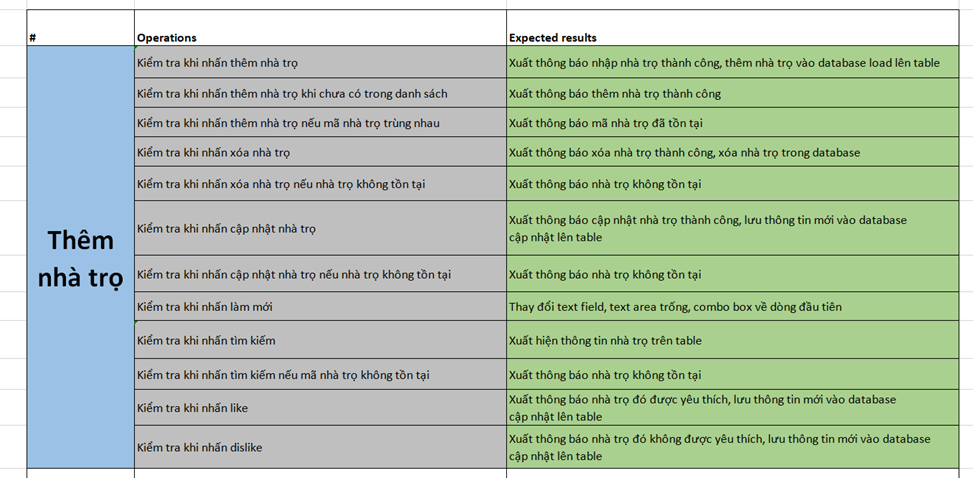 #
Operations
Expected results
Thêm
nhà trọ
Kiểm tra khi nhấn thêm nhà trọ
Xuất thông báo nhập nhà trọ thành công, thêm nhà trọ vào database load lên table
Kiểm tra khi nhấn thêm nhà trọ khi chưa có trong danh sách
Xuất thông báo thêm nhà trọ thành công
Kiểm tra khi nhấn thêm nhà trọ nếu mã nhà trọ trùng nhau
Xuất thông báo mã nhà trọ đã tồn tại
Kiểm tra khi nhấn xóa nhà trọ
Xuất thông báo xóa nhà trọ thành công, xóa nhà trọ trong database
Kiểm tra khi nhấn xóa nhà trọ nếu nhà trọ không tồn tại
Xuất thông báo nhà trọ không tồn tại
Kiểm tra khi nhấn cập nhật nhà trọ
Xuất thông báo cập nhật nhà trọ thành công, lưu thông tin mới vào database
cập nhật lên table
Kiểm tra khi nhấn cập nhật nhà trọ nếu nhà trọ không tồn tại
Xuất thông báo nhà trọ không tồn tại
Kiểm tra khi nhấn làm mới
Thay đổi text field, text area trống, combo box về dòng đầu tiên
Kiểm tra khi nhấn tìm kiếm
Xuất hiện thông tin nhà trọ trên table
Kiểm tra khi nhấn tìm kiếm nếu mã nhà trọ không tồn tại
Xuất thông báo nhà trọ không tồn tại
Kiểm tra khi nhấn like
Xuất thông báo nhà trọ đó được yêu thích, lưu thông tin mới vào database
cập nhật lên table
Kiểm tra khi nhấn dislike
Xuất thông báo nhà trọ đó không được yêu thích, lưu thông tin mới vào database
cập nhật lên table